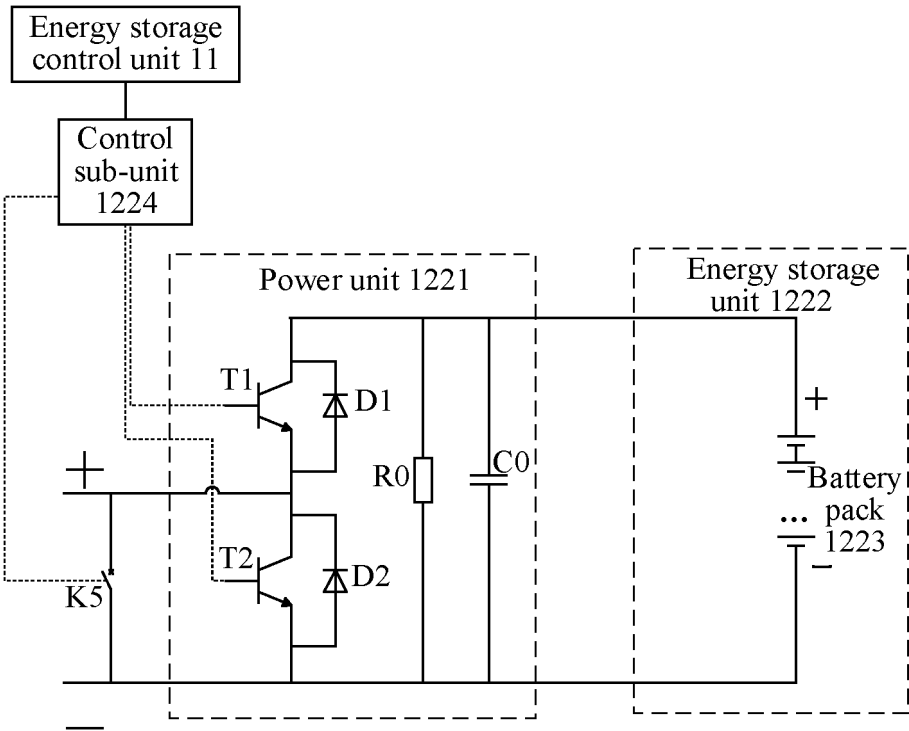 Energy storage
control unit 11
Control
sub-unit
1224
Power unit 1221
Energy storage
unit 1222
T1
D1
+
+
R0
C0
Battery
pack
1223
...
T2
D2
K5
−
−